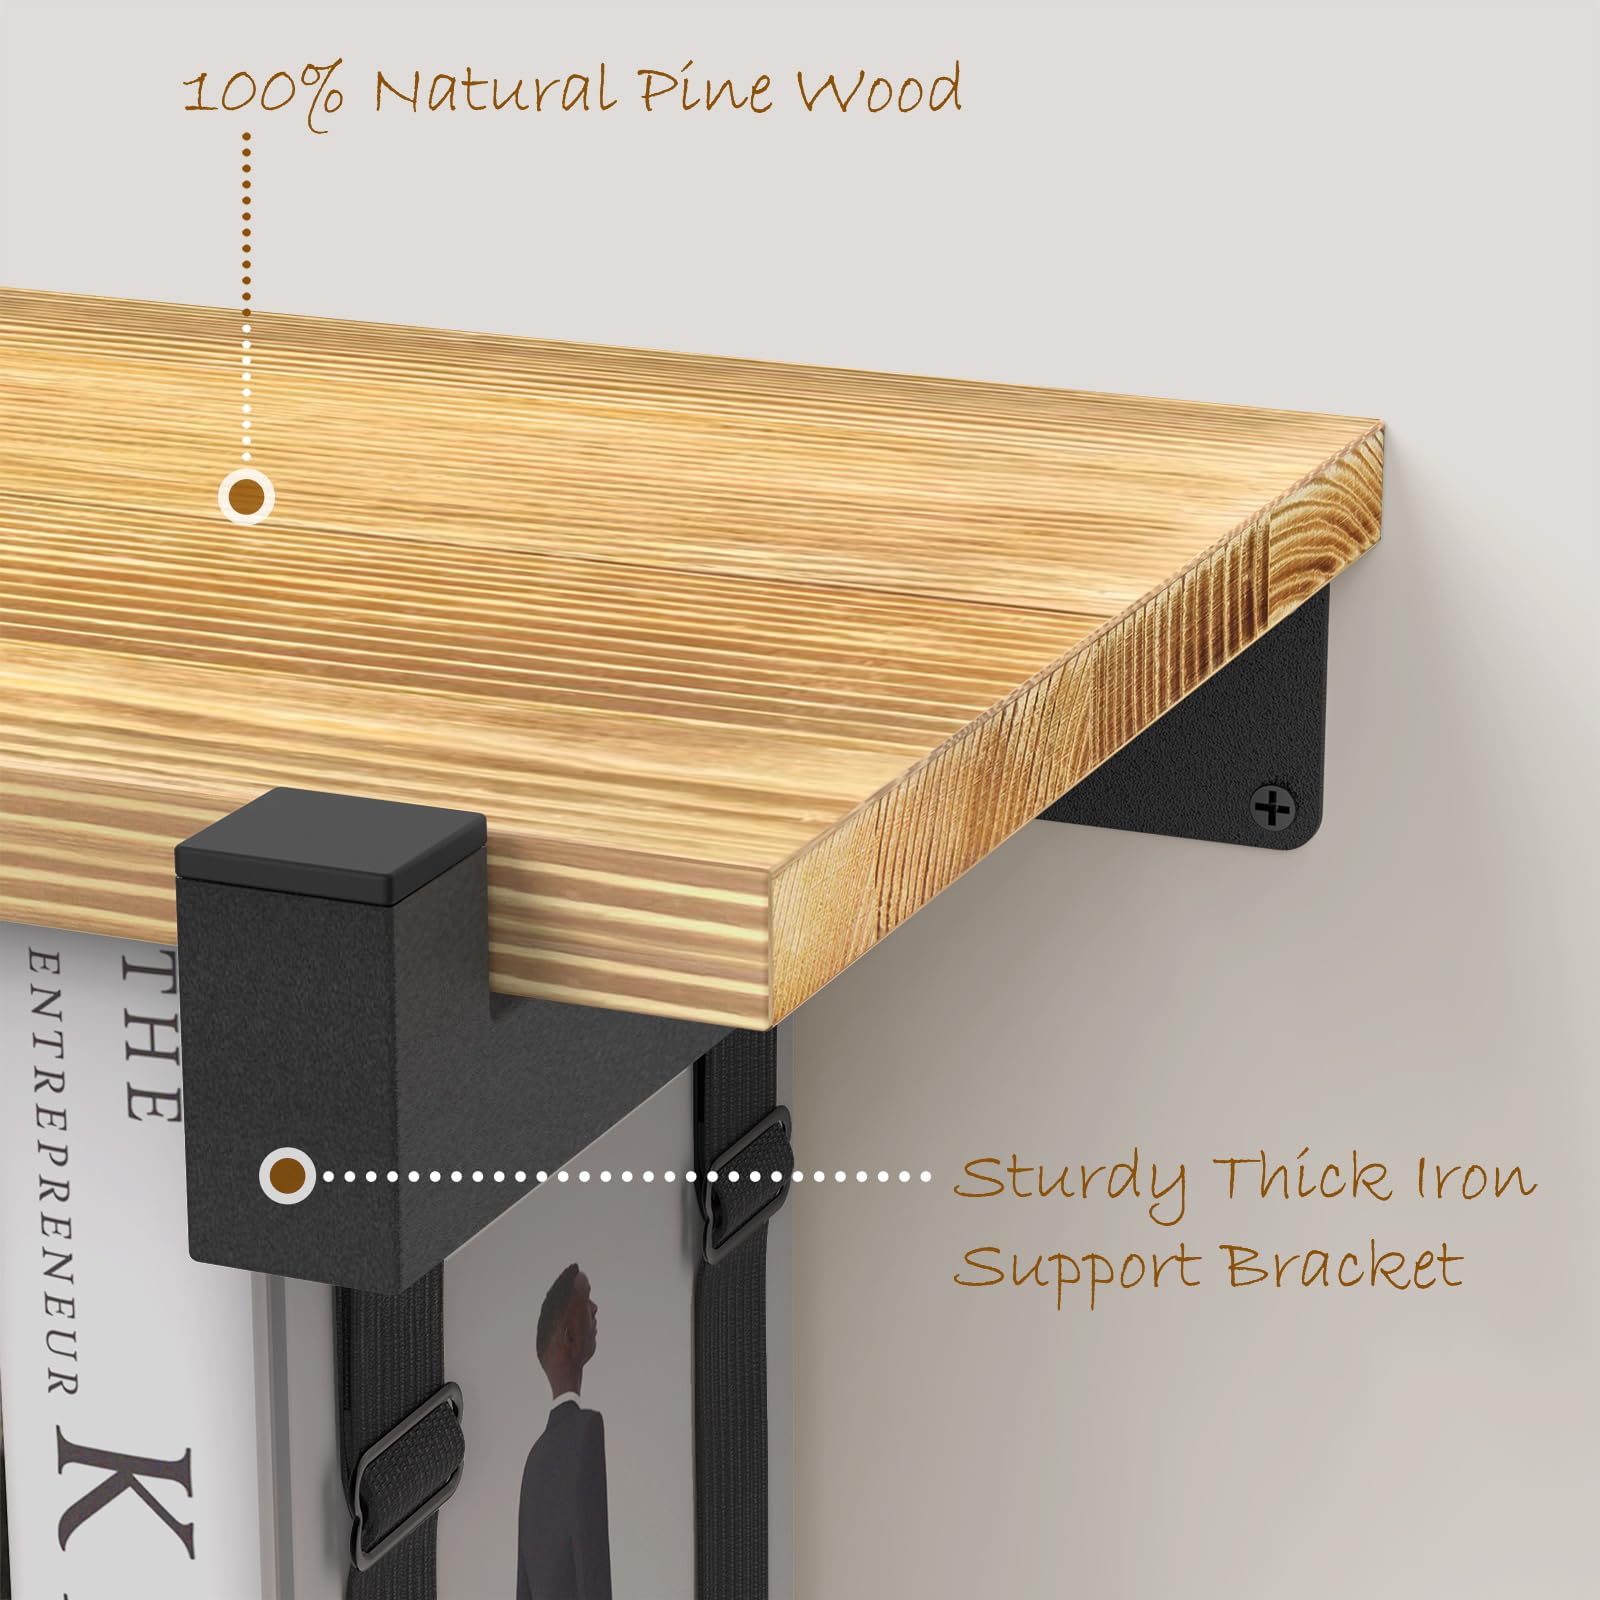 100% Natural Pine Wood
THE
ENTREPRENEUR
K
Sturdy Thick Iron
Support Bracket